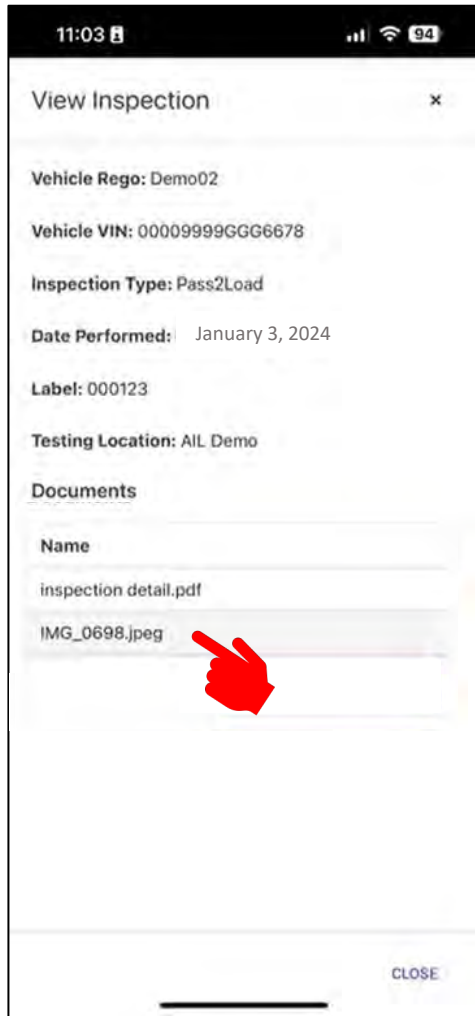 11:03
94
View Inspection ×
Vehicle Rego: Demo02
Vehicle VIN: 00009999GGG6678
Inspection Type: Pass2Load
Date Performed: January 3, 2024
Label: 000123
Testing Location: AIL Demo
Documents
Name
inspection detail.pdf
IMG_0698.jpeg
CLOSE